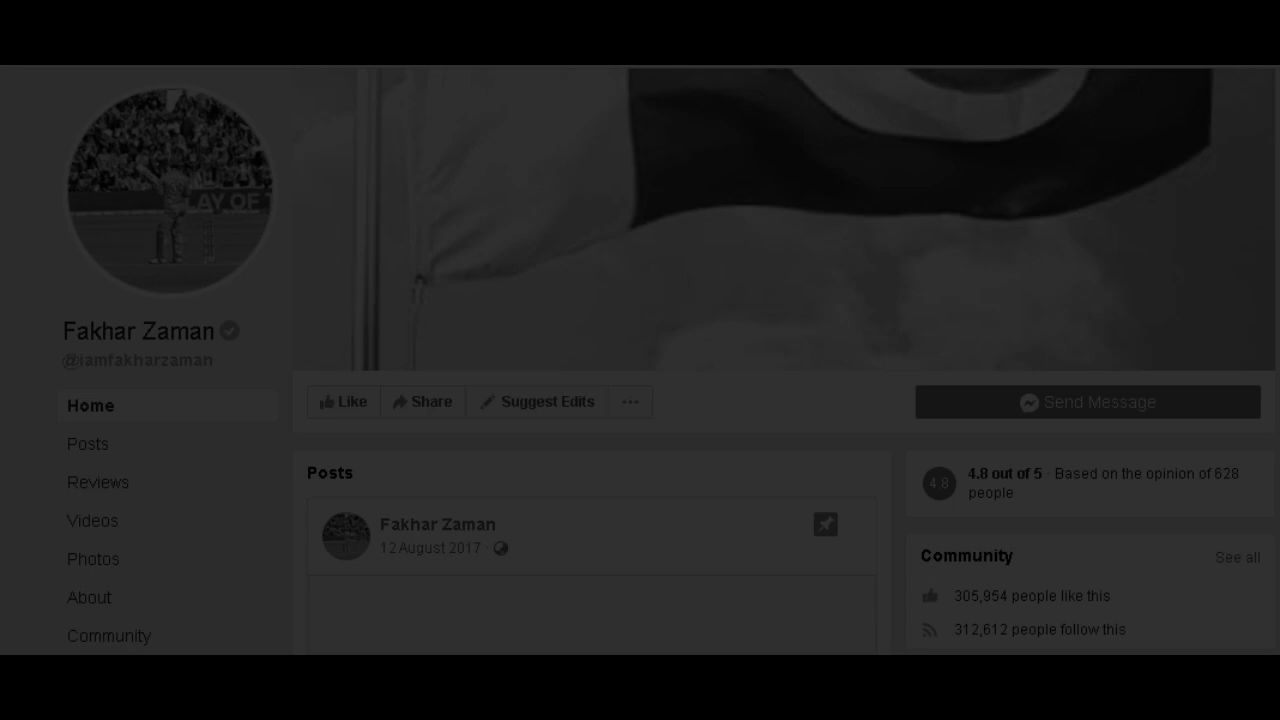 LAY OF
Fakhar Zaman
@iamfakharzaman
Home
Posts
Reviews
Videos
Photos
About
Community
Like
Share
Suggest Edits
Send Message
Posts
Fakhar Zaman
12 August 2017 ·
4.8
4.8 out of 5 · Based on the opinion of 628
people
Community
See all
305,954 people like this
312,612 people follow this